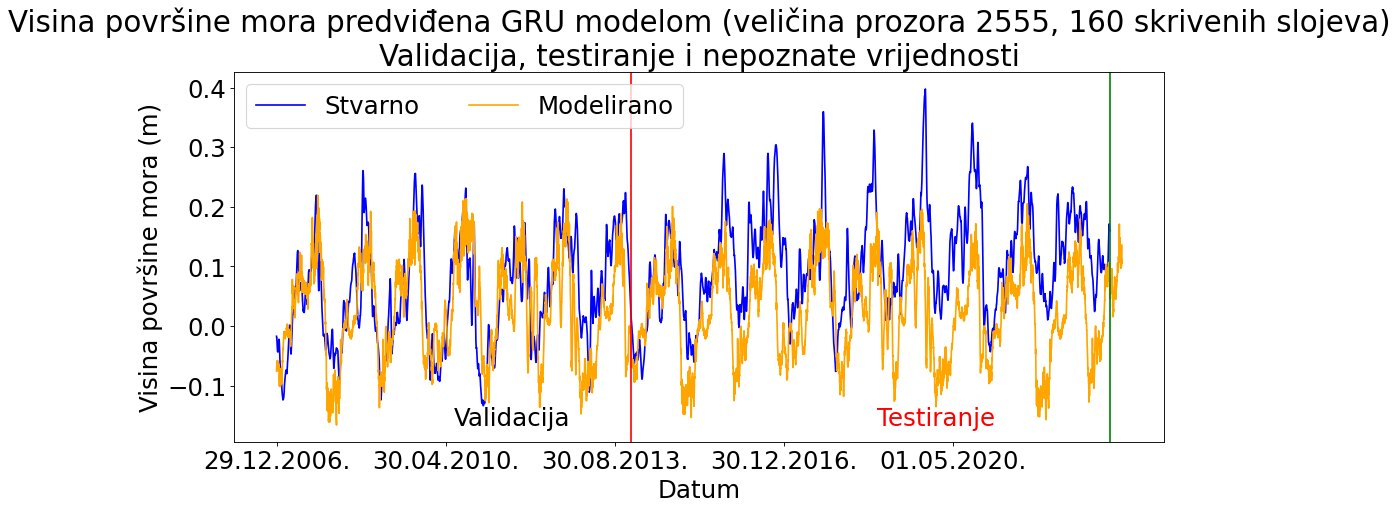 Visina površine mora predviđena GRU modelom (veličina prozora 2555, 160 skrivenih slojeva)
Validacija, testiranje i nepoznate vrijednosti
Stvarno
Modelirano
Visina površine mora (m)
0.4
0.3
0.2
0.1
0.0
−0.1
Validacija
Testiranje
29.12.2006.
30.04.2010.
30.08.2013.
30.12.2016.
01.05.2020.
Datum